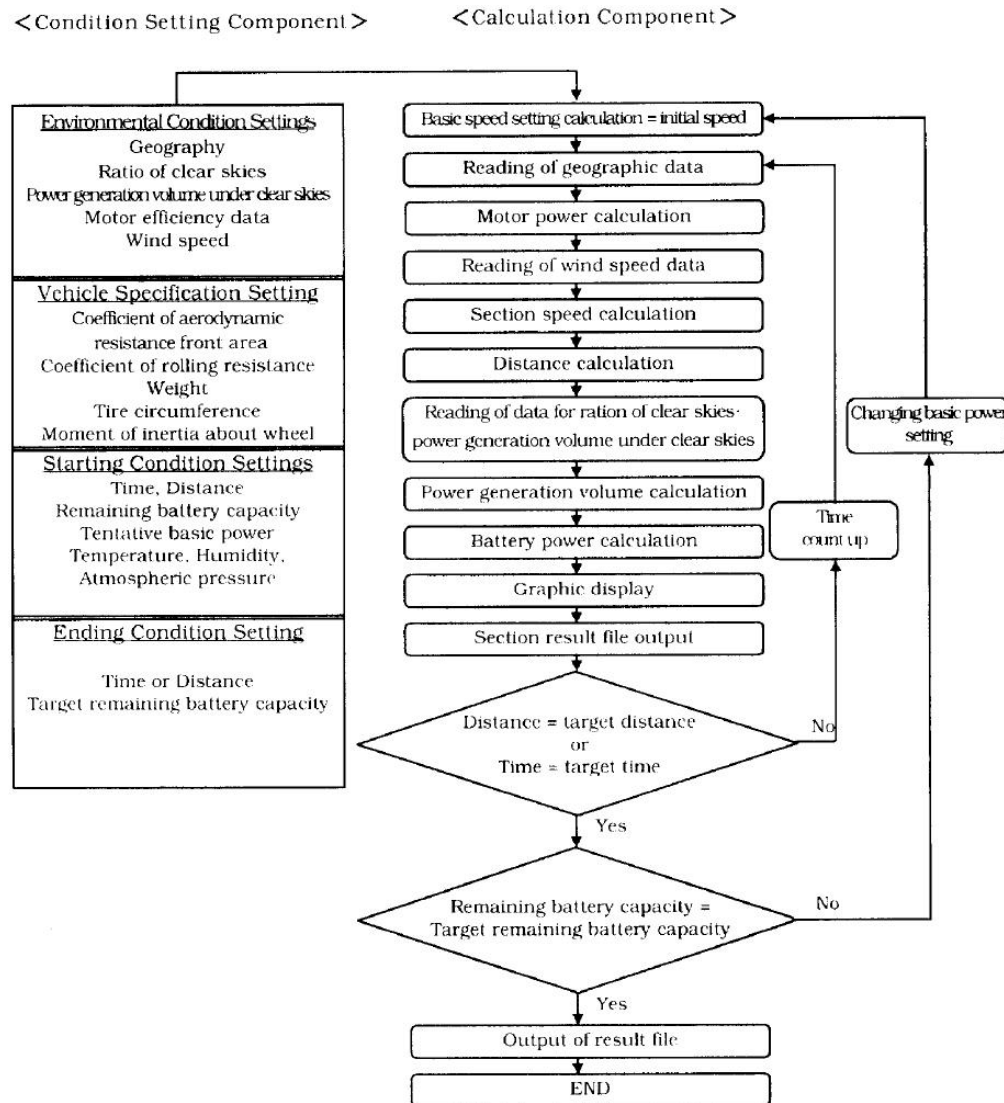 <Condition Setting Component>
<Calculation Component>
Environmental Condition Settings
Geography
Ratio of clear skies
Power generation volume under clear skies
Motor efficiency data
Wind speed
Vehicle Specification Setting
Coefficient of aerodynamic
resistance front area
Coefficient of rolling resistance
Weight
Tire circumference
Moment of inertia about wheel
Starting Condition Settings
Time, Distance
Remaining battery capacity
Tentative basic power
Temperature, Humidity,
Atmospheric pressure
Ending Condition Setting
Time or Distance
Target remaining battery capacity
Basic speed setting calculation = initial speed
Reading of geographic data
Motor power calculation
Reading of wind speed data
Section speed calculation
Distance calculation
Reading of data for ration of clear skies·
power generation volume under clear skies
Power generation volume calculation
Battery power calculation
Graphic display
Section result file output
Distance = target distance
or
Time = target time
No
Time
count up
Yes
Remaining battery capacity =
Target remaining battery capacity
No
Changing basic power
setting
Yes
Output of result file
END